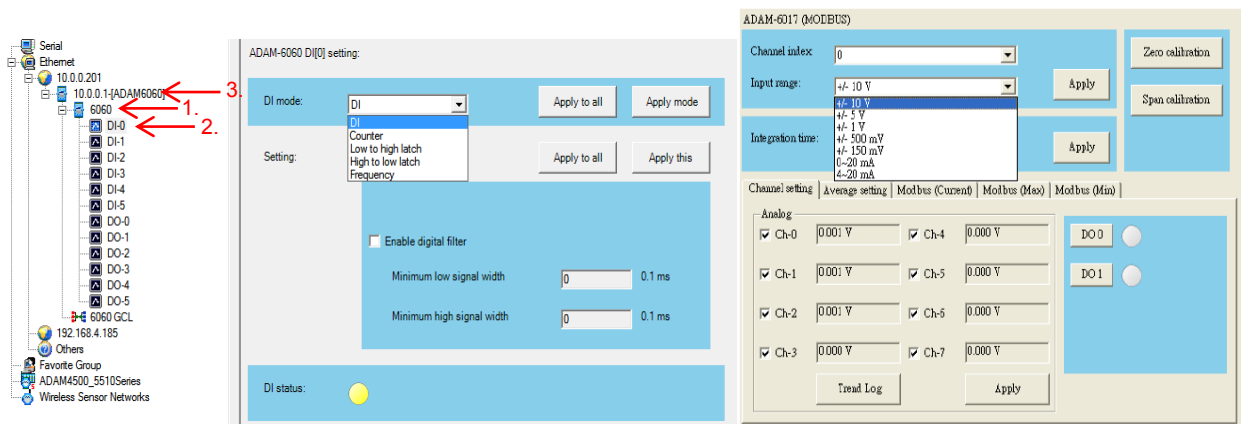 Serial
Ethernet
10.0.0.201
10.0.0.1-[ADAM6060]
3.
6060
1.
DI-0
2.
DI-1
DI-2
DI-3
DI-4
DI-5
DO-0
DO-1
DO-2
DO-3
DO-4
DO-5
6060 GCL
192.168.4.185
Others
Favorite Group
ADAM4500_5510Series
Wireless Sensor Networks
ADAM-6060 DI[0] setting:
DI mode:
DI
Apply to all
Apply mode
DI
Counter
Low to high latch
High to low latch
Frequency
Setting:
Apply to all
Apply this
Enable digital filter
Minimum low signal width
0
0.1 ms
Minimum high signal width
0
0.1 ms
DI status:
ADAM-6017 (MODBUS)
Channel index
0
Zero calibration
Input range:
+/- 10 V
Apply
Span calibration
+/- 10 V
+/- 5 V
+/- 1 V
+/- 500 mV
+/- 150 mV
0~20 mA
4~20 mA
Integration time:
Apply
Channel setting
Average setting
Modbus (Current)
Modbus (Max)
Modbus (Min)
Analog
Ch-0 0.001 V Ch-4 0.000 V DO 0
Ch-1 0.001 V Ch-5 0.000 V DO 1
Ch-2 0.001 V Ch-6 0.000 V
Ch-3 0.000 V Ch-7 0.000 V
Trend Log
Apply